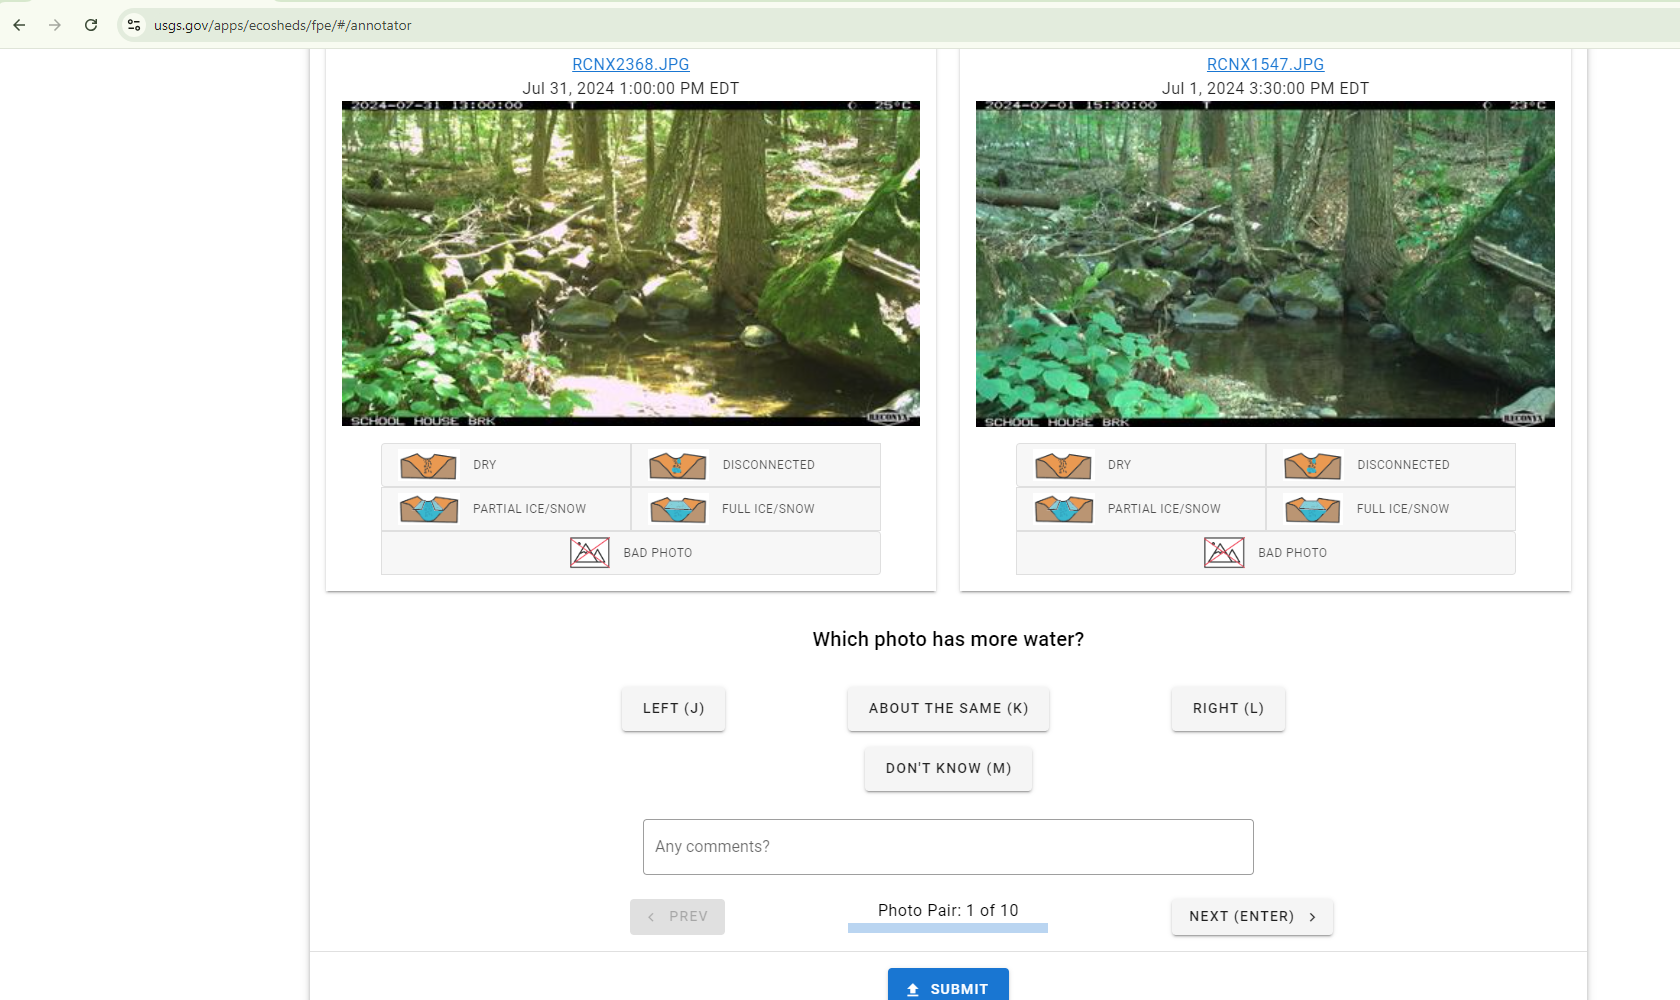 usgs.gov/apps/ecosheds/fpe/#/annotator
RCNX2368.JPG
Jul 31, 2024 1:00:00 PM EDT
2024-07-31 13:00:00 T 25°C
SCHOOL HOUSE BRK
RECONYX
DRY
DISCONNECTED
PARTIAL ICE/SNOW
FULL ICE/SNOW
BAD PHOTO
RCNX1547.JPG
Jul 1, 2024 3:30:00 PM EDT
2024-07-01 15:30:00 T 23°C
SCHOOL HOUSE BRK
RECONYX
DRY
DISCONNECTED
PARTIAL ICE/SNOW
FULL ICE/SNOW
BAD PHOTO
Which photo has more water?
LEFT (J)
ABOUT THE SAME (K)
RIGHT (L)
DON'T KNOW (M)
Any comments?
PREV
Photo Pair: 1 of 10
NEXT (ENTER)
SUBMIT